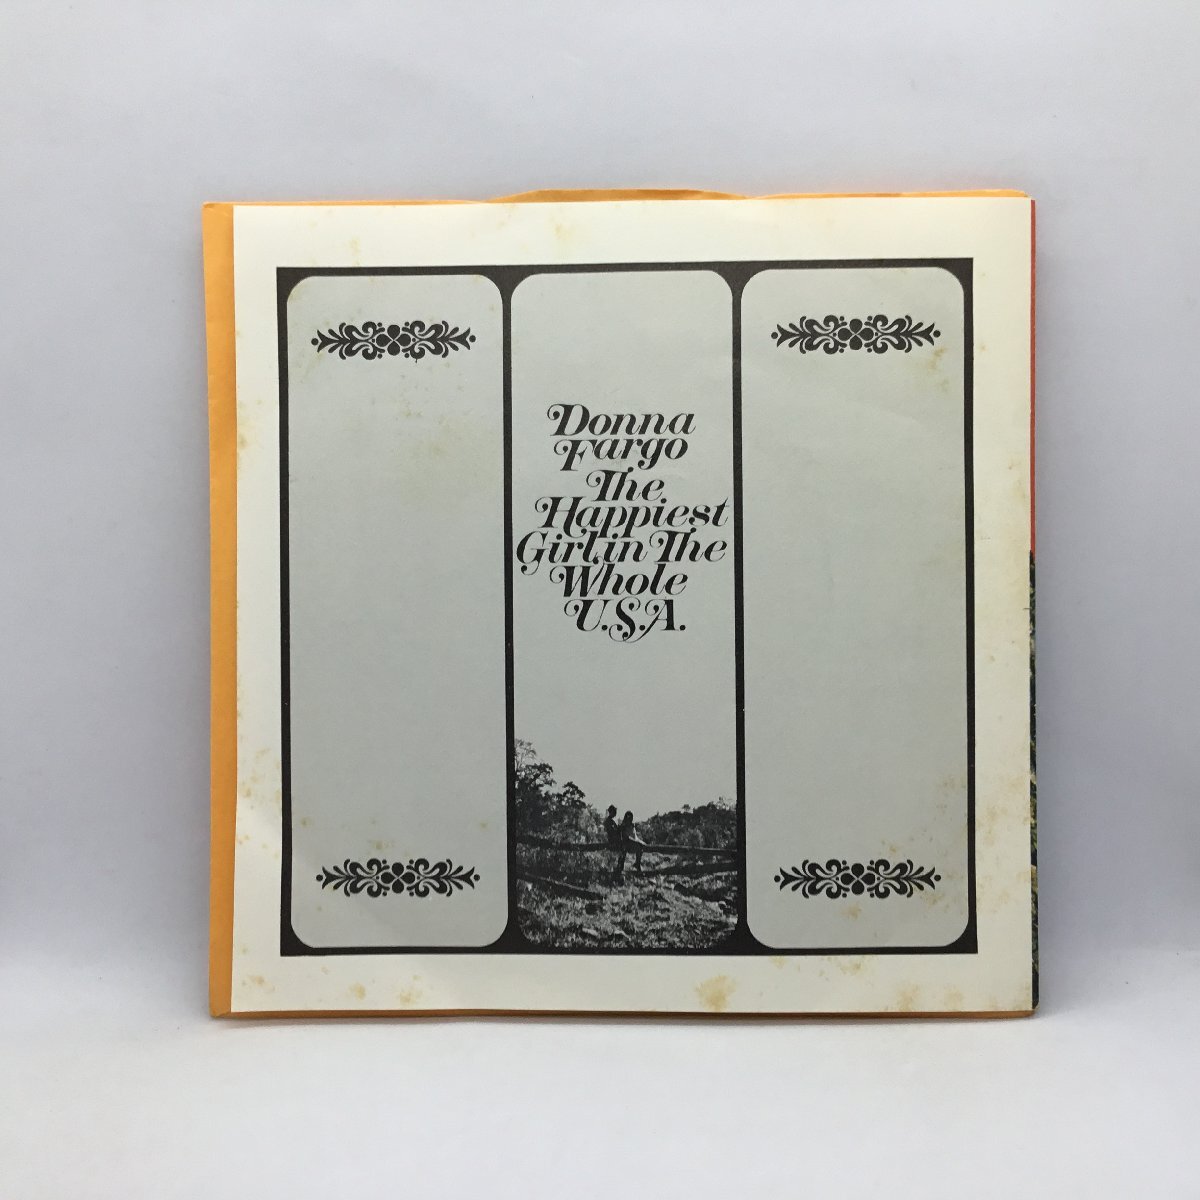 Donna
Fargo
The
Happiest
Girl in The
Whole
U.S.A.